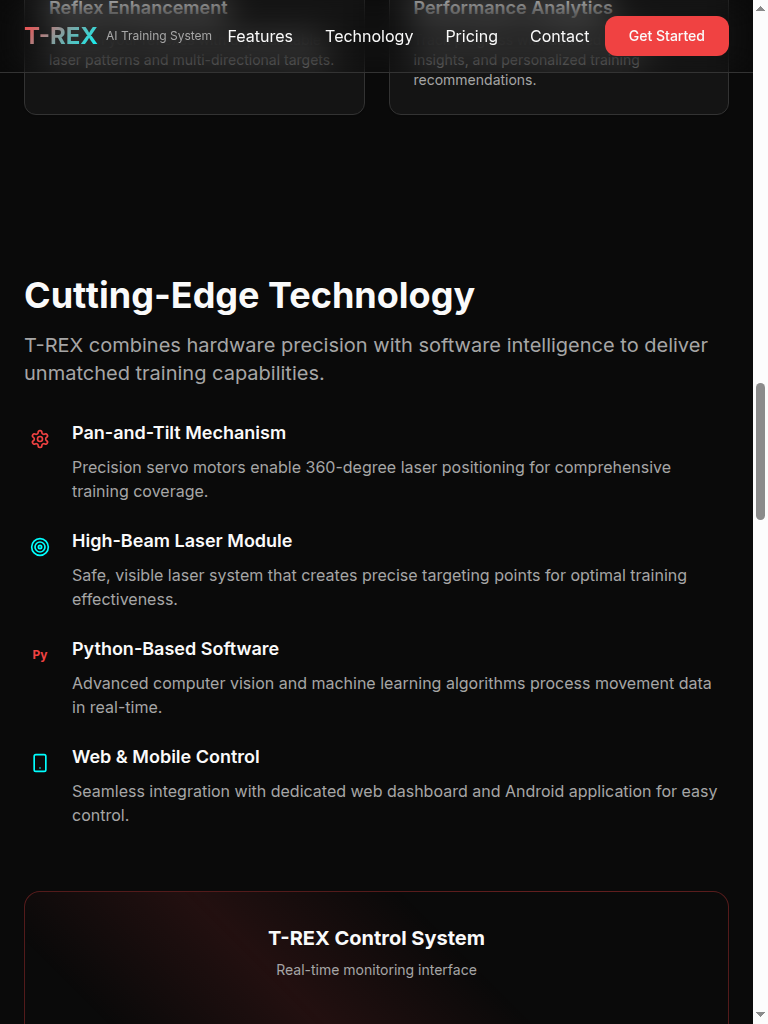 Reflex Enhancement
Performance Analytics
T-REX AI Training System Features Technology Pricing Contact Get Started
laser patterns and multi-directional targets.
insights, and personalized training
recommendations.
Cutting-Edge Technology
T-REX combines hardware precision with software intelligence to deliver
unmatched training capabilities.
Pan-and-Tilt Mechanism
Precision servo motors enable 360-degree laser positioning for comprehensive
training coverage.
High-Beam Laser Module
Safe, visible laser system that creates precise targeting points for optimal training
effectiveness.
Py
Python-Based Software
Advanced computer vision and machine learning algorithms process movement data
in real-time.
Web & Mobile Control
Seamless integration with dedicated web dashboard and Android application for easy
control.
T-REX Control System
Real-time monitoring interface